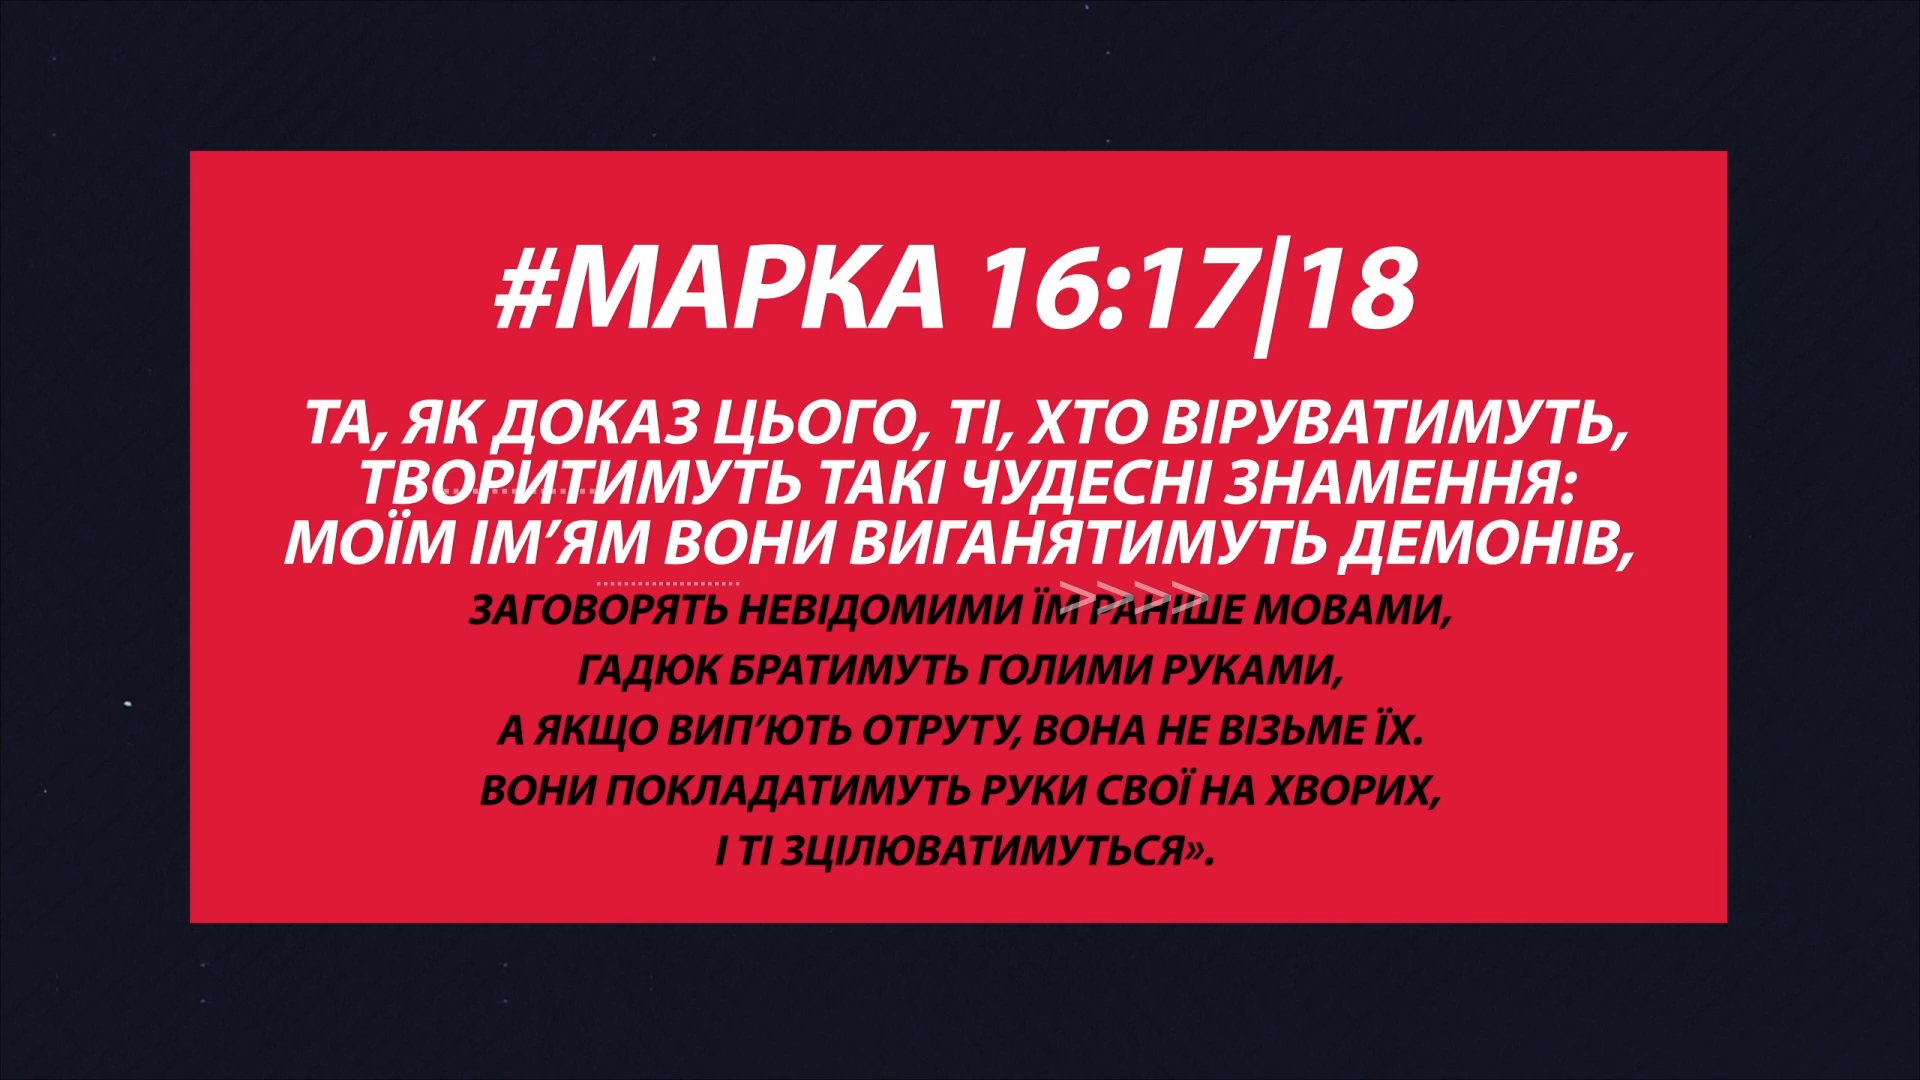 #МАРКА 16:17|18
ТА, ЯК ДОКАЗ ЦЬОГО, ТІ, ХТО ВІРУВАТИМУТЬ,
ТВОРИТИМУТЬ ТАКІ ЧУДЕСНІ ЗНАМЕННЯ:
МОЇМ ІМ’ЯМ ВОНИ ВИГАНЯТИМУТЬ ДЕМОНІВ,
ЗАГОВОРЯТЬ НЕВІДОМИМИ ЇМ РАНІШЕ МОВАМИ,
ГАДЮК БРАТИМУТЬ ГОЛИМИ РУКАМИ,
А ЯКЩО ВИП’ЮТЬ ОТРУТУ, ВОНА НЕ ВІЗЬМЕ ЇХ.
ВОНИ ПОКЛАДАТИМУТЬ РУКИ СВОЇ НА ХВОРИХ,
І ТІ ЗЦІЛЮВАТИМУТЬСЯ».